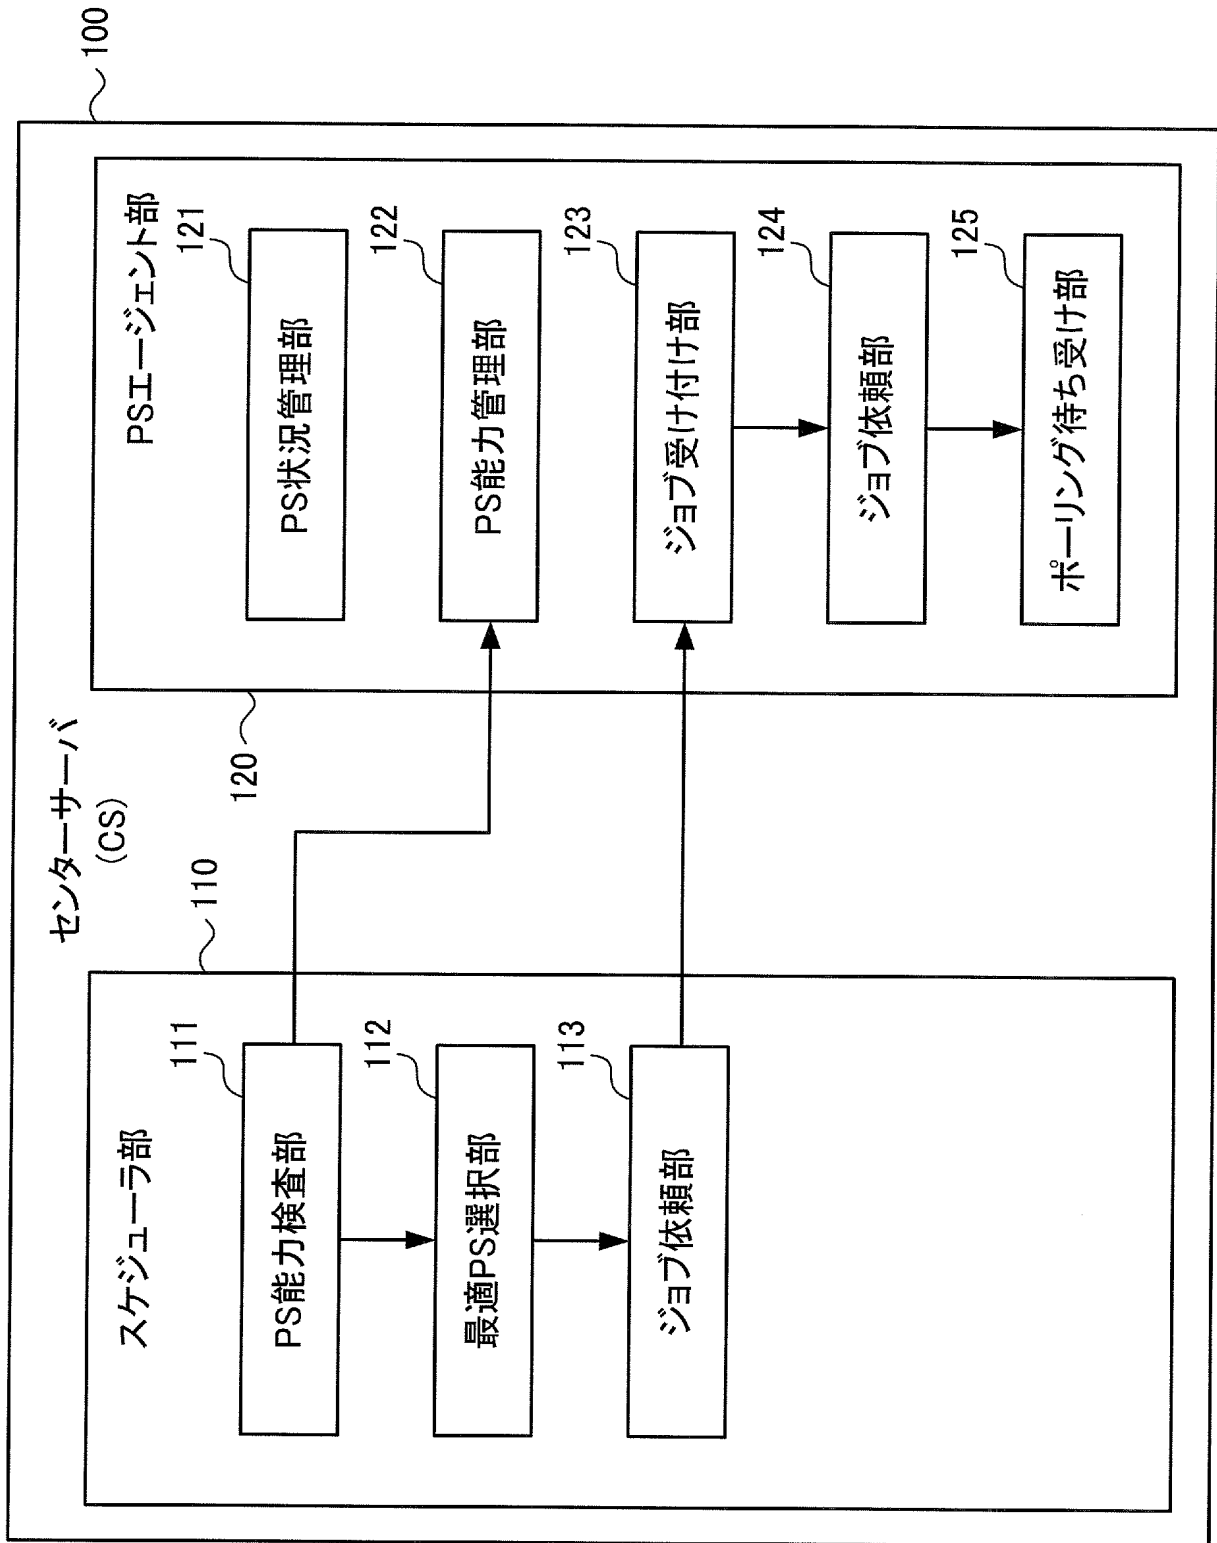 センターサーバ
(CS)
100
スケジューラ部
110
PS能力検査部
111
最適PS選択部
112
ジョブ依頼部
113
PSエージェント部
120
PS状況管理部
121
PS能力管理部
122
ジョブ受け付け部
123
ジョブ依頼部
124
ポーリング待ち受け部
125